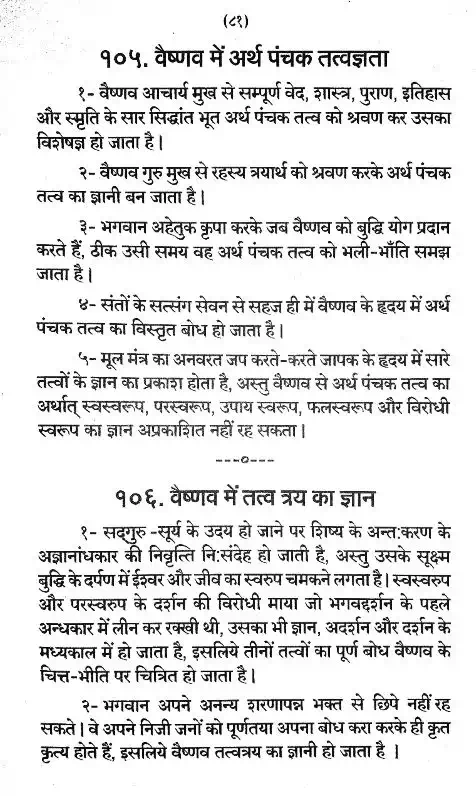 (८१)
१०५. वैष्णव में अर्थ पंचक तत्वज्ञता
१- वैष्णव आचार्य मुख से सम्पूर्ण वेद, शास्त्र, पुराण, इतिहास
और स्मृति के सार सिद्धांत भूत अर्थ पंचक तत्व को श्रवण कर उसका
विशेषज्ञ हो जाता है।
२- वैष्णव गुरु मुख से रहस्य त्रयार्थ को श्रवण करके अर्थ पंचक
तत्व का ज्ञानी बन जाता है।
३- भगवान अहेतुक कृपा करके जब वैष्णव को बुद्धि योग प्रदान
करते हैं, ठीक उसी समय वह अर्थ पंचक तत्व को भली-भाँति समझ
जाता है।
४- संतों के सत्संग सेवन से सहज ही में वैष्णव के हृदय में अर्थ
पंचक तत्व का विस्तृत बोध हो जाता है।
५- मूल मंत्र का अनवरत जप करते-करते जापक के हृदय में सारे
तत्वों के ज्ञान का प्रकाश होता है, अस्तु वैष्णव से अर्थ पंचक तत्व का
अर्थात् स्वस्वरूप, परस्वरूप, उपाय स्वरूप, फलस्वरूप और विरोधी
स्वरूप का ज्ञान अप्रकाशित नहीं रह सकता।
---०---
१०६. वैष्णव में तत्व त्रय का ज्ञान
१- सद्गुरु -सूर्य के उदय हो जाने पर शिष्य के अन्त:करण के
अज्ञानांधकार की निवृत्ति नि:संदेह हो जाती है, अस्तु उसके सूक्ष्म
बुद्धि के दर्पण में ईश्वर और जीव का स्वरुप चमकने लगता है। स्वस्वरुप
और परस्वरुप के दर्शन की विरोधी माया जो भगवद्दर्शन के पहले
अन्धकार में लीन कर रक्खी थी, उसका भी ज्ञान, अदर्शन और दर्शन के
मध्यकाल में हो जाता है, इसलिये तीनों तत्वों का पूर्ण बोध वैष्णव के
चित्त-भीति पर चित्रित हो जाता है।
२- भगवान अपने अनन्य शरणापन्न भक्त से छिपे नहीं रह
सकते। वे अपने निजी जनों को पूर्णतया अपना बोध करा करके ही कृत
कृत्य होते हैं, इसलिये वैष्णव तत्वत्रय का ज्ञानी हो जाता है ।